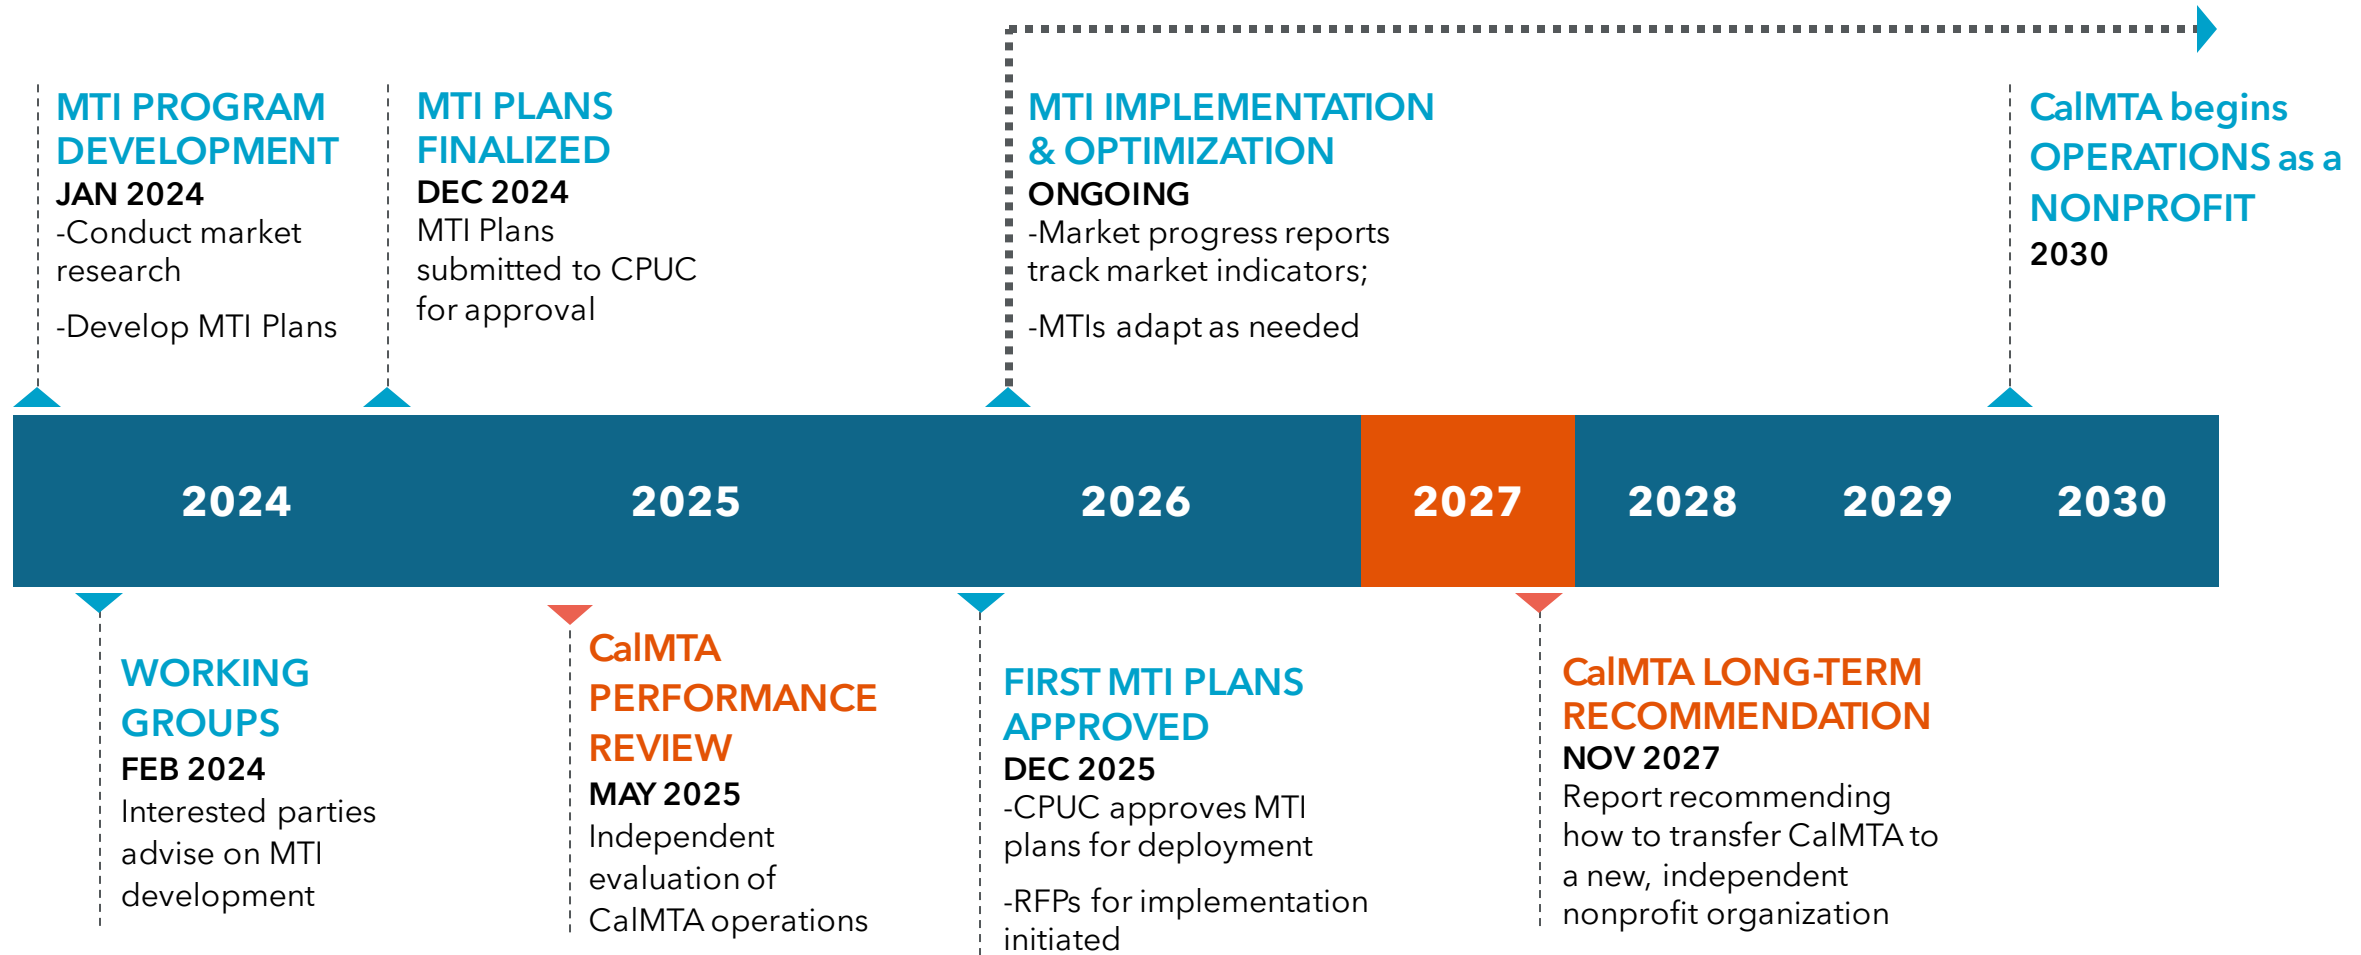 MTI PROGRAM
DEVELOPMENT
JAN 2024
-Conduct market
research
-Develop MTI Plans
MTI PLANS
FINALIZED
DEC 2024
MTI Plans
submitted to CPUC
for approval
MTI IMPLEMENTATION
& OPTIMIZATION
ONGOING
-Market progress reports
track market indicators;
-MTIs adapt as needed
CalMTA begins
OPERATIONS as a
NONPROFIT
2030
2024
2025
2026
2027
2028
2029
2030
WORKING
GROUPS
FEB 2024
Interested parties
advise on MTI
development
CalMTA
PERFORMANCE
REVIEW
MAY 2025
Independent
evaluation of
CalMTA operations
FIRST MTI PLANS
APPROVED
DEC 2025
-CPUC approves MTI
plans for deployment
-RFPs for implementation
initiated
CalMTA LONG-TERM
RECOMMENDATION
NOV 2027
Report recommending
how to transfer CalMTA to
a new, independent
nonprofit organization